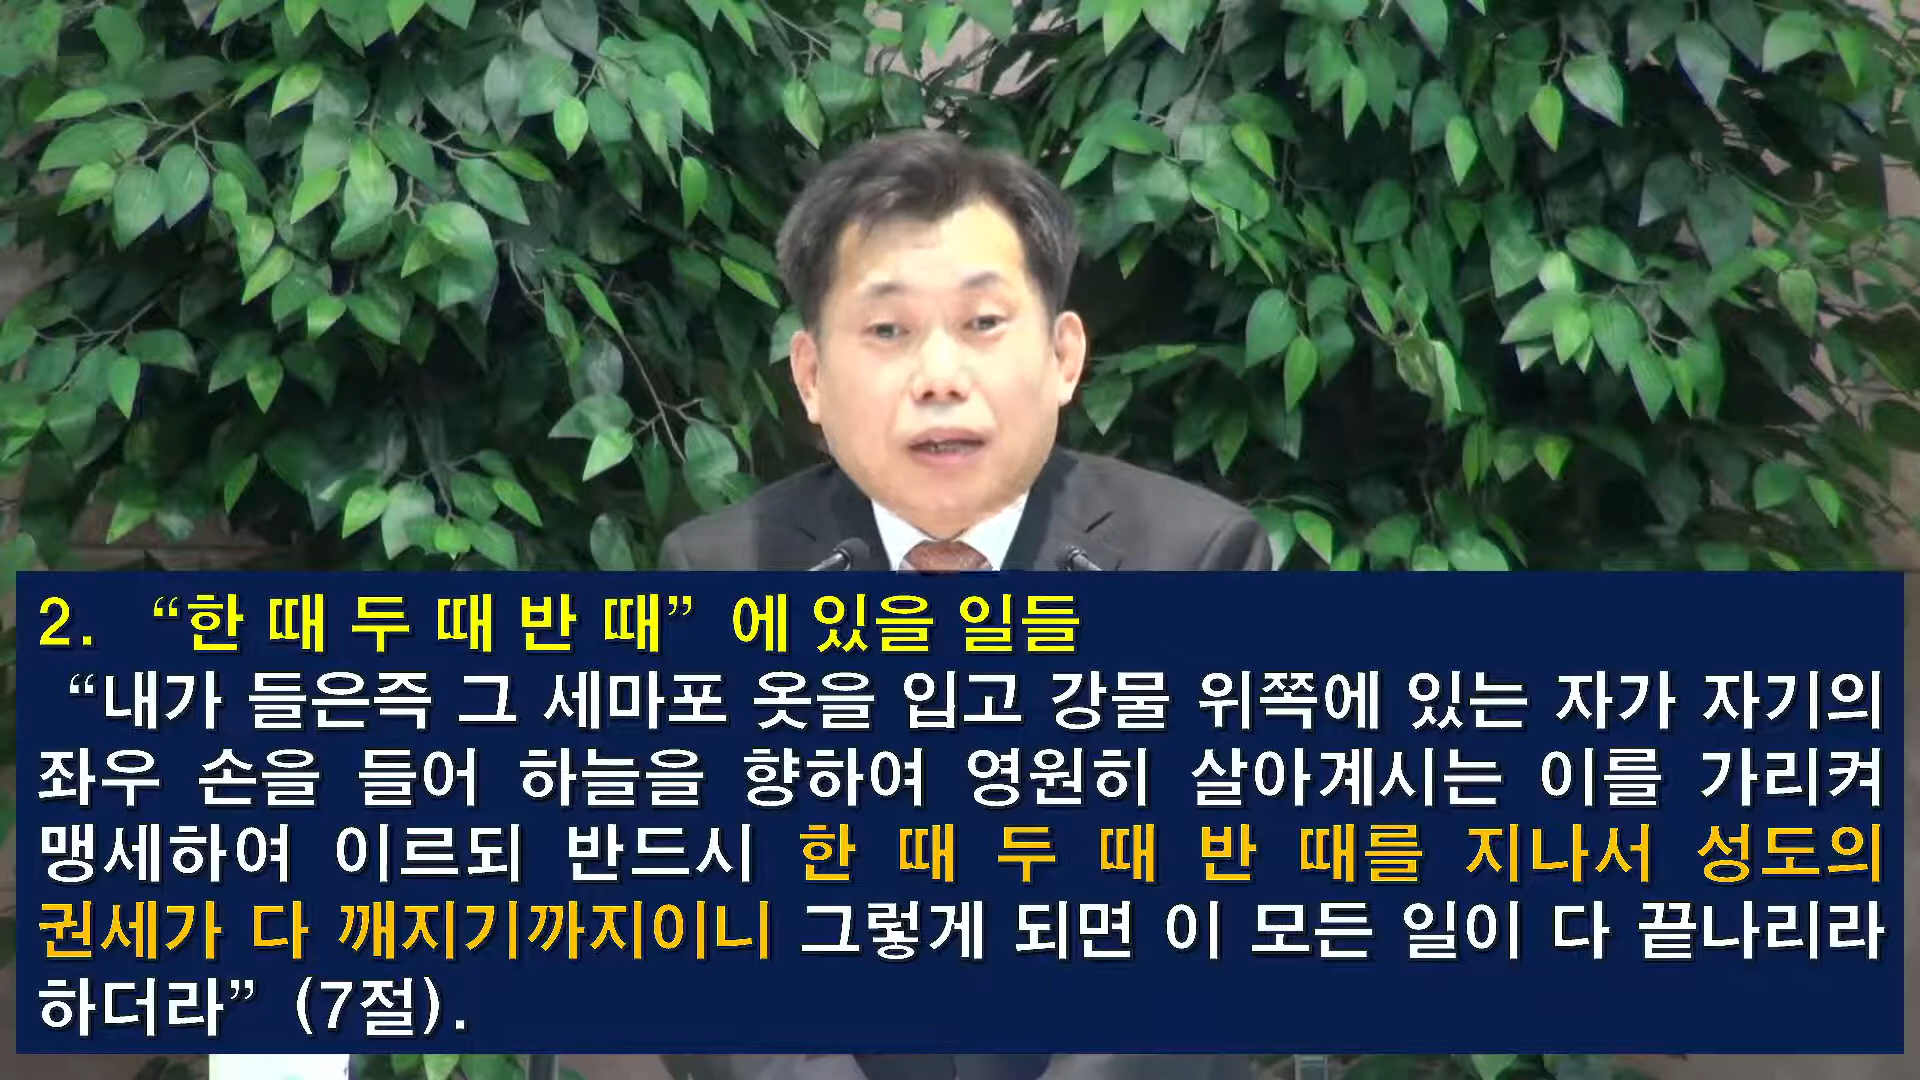 2. “한 때 두 때 반 때” 에 있을 일들
“내가 들은즉 그 세마포 옷을 입고 강물 위쪽에 있는 자가 자기의
좌우 손을 들어 하늘을 향하여 영원히 살아계시는 이를 가리켜
맹세하여 이르되 반드시 한 때 두 때 반 때를 지나서 성도의
권세가 다 깨지기까지이니 그렇게 되면 이 모든 일이 다 끝나리라
하더라” (7절).